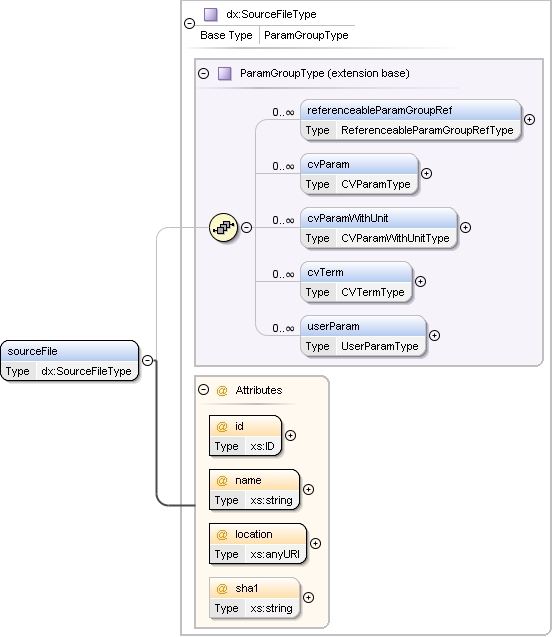 dx:SourceFileType
Base Type ParamGroupType
ParamGroupType (extension base)
0..∞ referenceableParamGroupRef
Type ReferenceableParamGroupRefType
0..∞ cvParam
Type CVParamType
0..∞ cvParamWithUnit
Type CVParamWithUnitType
0..∞ cvTerm
Type CVTermType
0..∞ userParam
Type UserParamType
sourceFile
Type dx:SourceFileType
@ Attributes
@ id
Type xs:ID
@ name
Type xs:string
@ location
Type xs:anyURI
@ sha1
Type xs:string